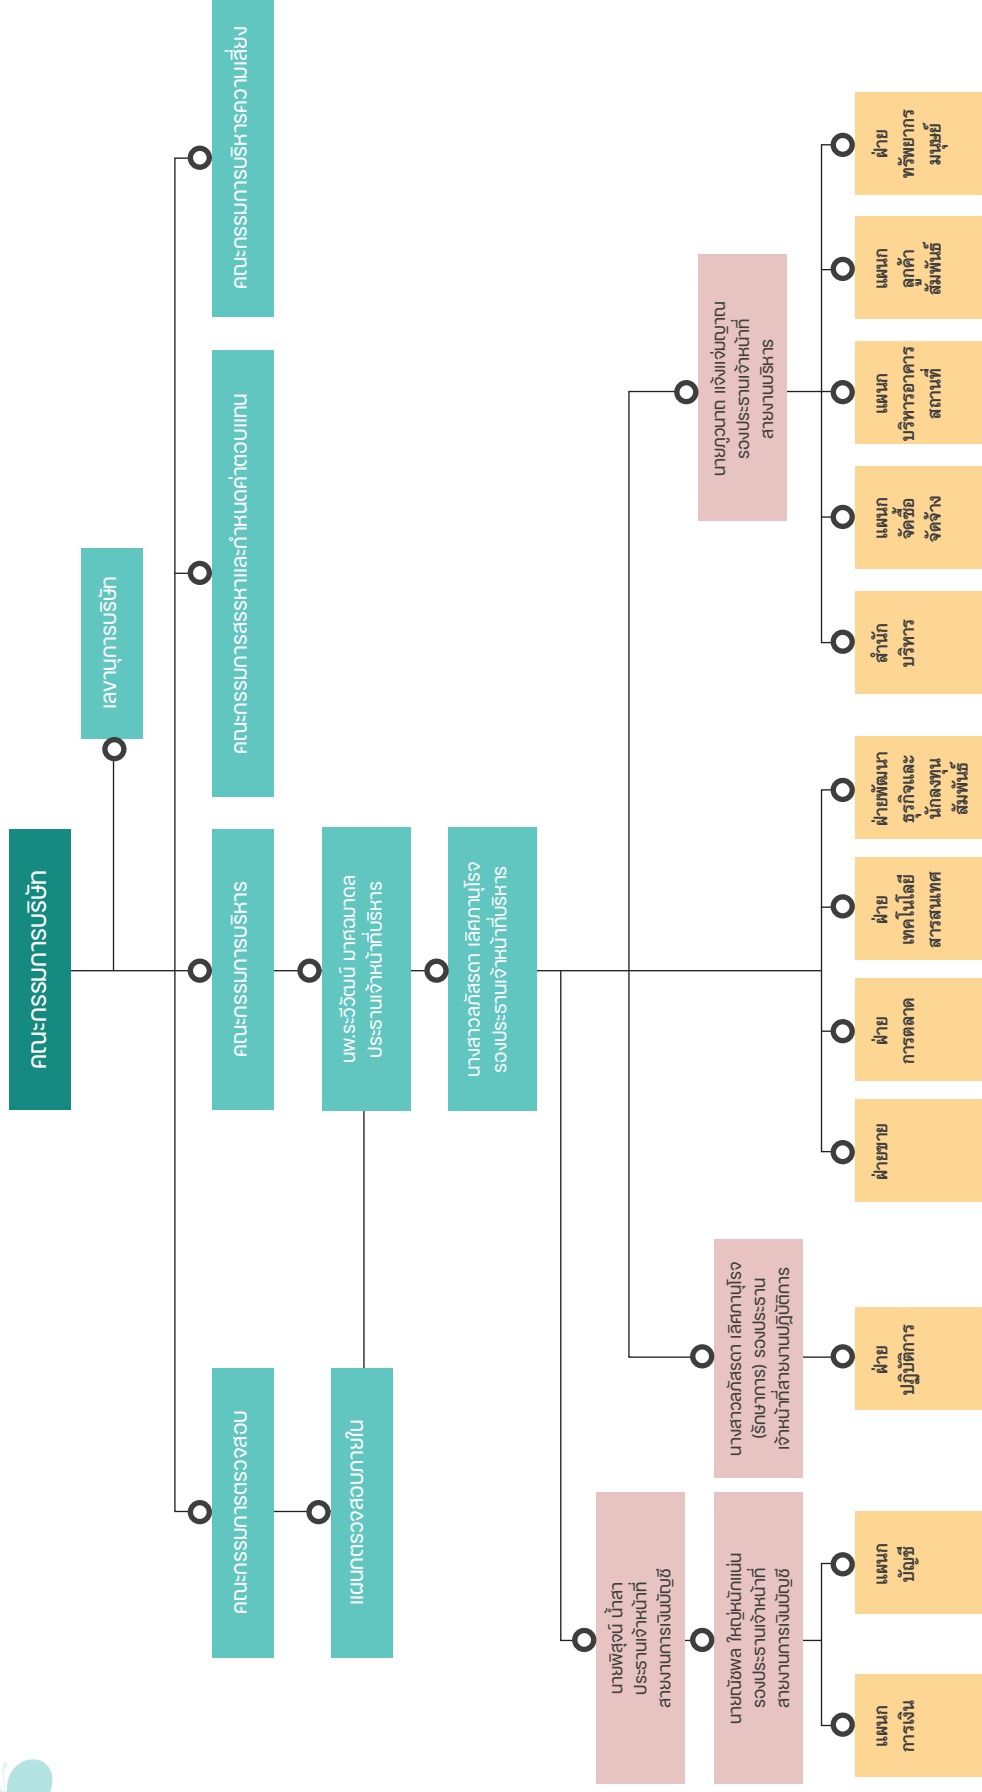 คณะกรรมการบริษัท
เลขานุการบริษัท
คณะกรรมการตรวจสอบ
คณะกรรมการบริหาร
คณะกรรมการสรรหาและกำหนดค่าตอบแทน
คณะกรรมการบริหารความเสี่ยง
แผนกตรวจสอบภายใน
นพ.ระวีวัฒน์ มาศฉมาดล
ประธานเจ้าหน้าที่บริหาร
นางสาวลภัสรดา เลิศภานุโรจ
รองประธานเจ้าหน้าที่บริหาร
นายพิสุจน์ น้ำสา
ประธานเจ้าหน้าที่
สายงานการเงินบัญชี
นายณัชพล ใหญ่หนักแน่น
รองประธานเจ้าหน้าที่
สายงานการเงินบัญชี
นางสาวลภัสรดา เลิศภานุโรจ
(รักษาการ) รองประธาน
เจ้าหน้าที่สายงานปฏิบัติการ
นายภูวนาถ แจ้งแจ่มญาณ
รองประธานเจ้าหน้าที่
สายงานบริหาร
แผนก
การเงิน
แผนก
บัญชี
ฝ่าย
ปฏิบัติการ
ฝ่ายขาย
ฝ่าย
การตลาด
ฝ่าย
เทคโนโลยี
สารสนเทศ
ฝ่ายพัฒนา
ธุรกิจและ
นักลงทุน
สัมพันธ์
สำนัก
บริหาร
แผนก
จัดซื้อ
จัดจ้าง
แผนก
บริหารอาคาร
สถานที่
แผนก
ลูกค้า
สัมพันธ์
ฝ่าย
ทรัพยากร
มนุษย์